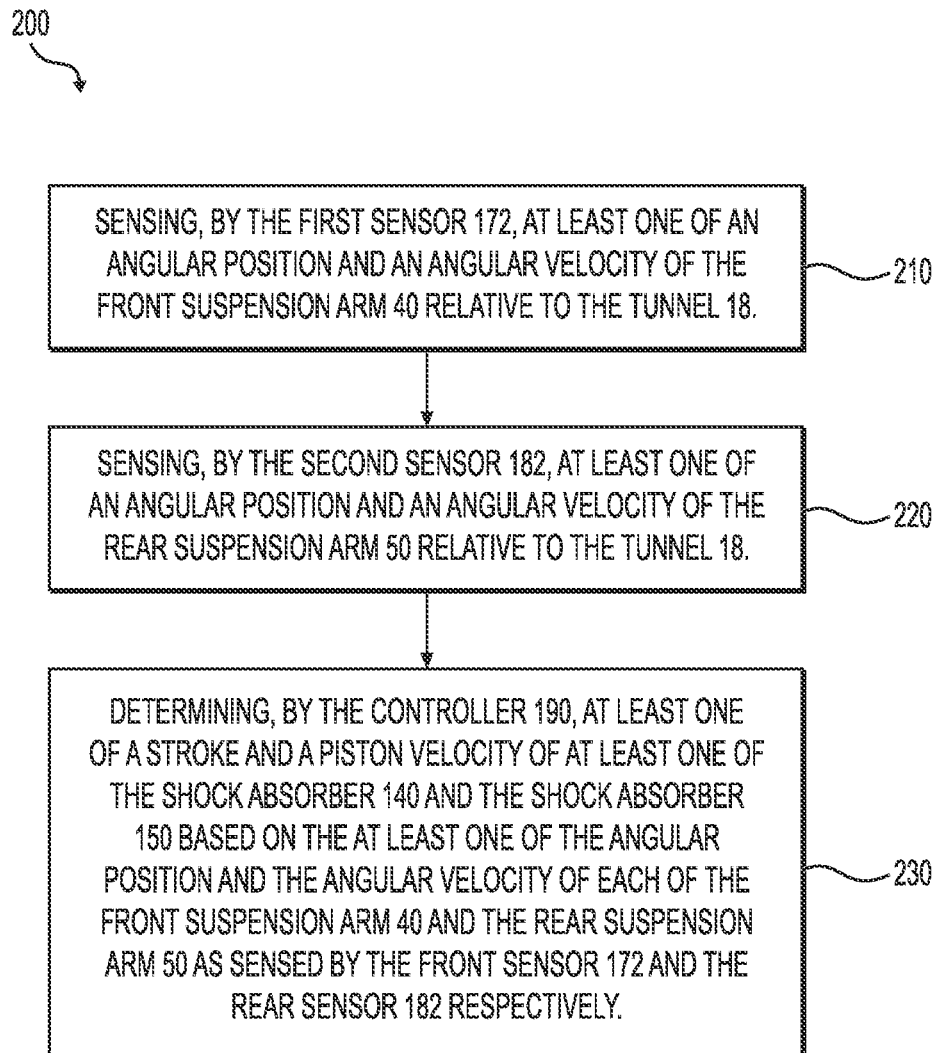 200
SENSING, BY THE FIRST SENSOR 172, AT LEAST ONE OF AN
ANGULAR POSITION AND AN ANGULAR VELOCITY OF THE
FRONT SUSPENSION ARM 40 RELATIVE TO THE TUNNEL 18.
210
SENSING, BY THE SECOND SENSOR 182, AT LEAST ONE OF
AN ANGULAR POSITION AND AN ANGULAR VELOCITY OF THE
REAR SUSPENSION ARM 50 RELATIVE TO THE TUNNEL 18.
220
DETERMINING, BY THE CONTROLLER 190, AT LEAST ONE
OF A STROKE AND A PISTON VELOCITY OF AT LEAST ONE OF
THE SHOCK ABSORBER 140 AND THE SHOCK ABSORBER
150 BASED ON THE AT LEAST ONE OF THE ANGULAR
POSITION AND THE ANGULAR VELOCITY OF EACH OF THE
FRONT SUSPENSION ARM 40 AND THE REAR SUSPENSION
ARM 50 AS SENSED BY THE FRONT SENSOR 172 AND THE
REAR SENSOR 182 RESPECTIVELY.
230